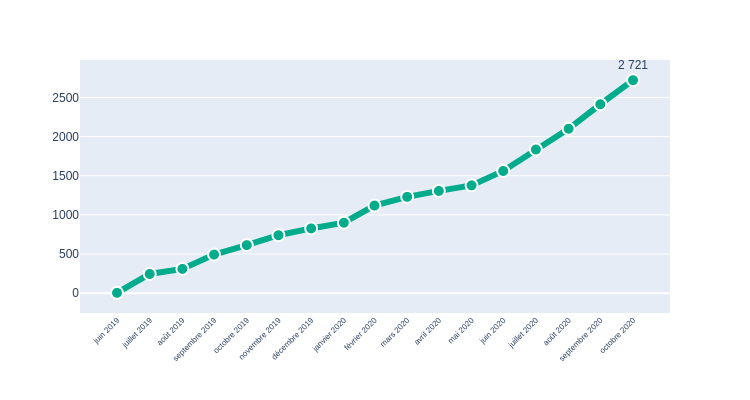 2 721
2500
2000
1500
1000
500
0
juin 2019
juillet 2019
août 2019
septembre 2019
octobre 2019
novembre 2019
décembre 2019
janvier 2020
février 2020
mars 2020
avril 2020
mai 2020
juin 2020
juillet 2020
août 2020
septembre 2020
octobre 2020